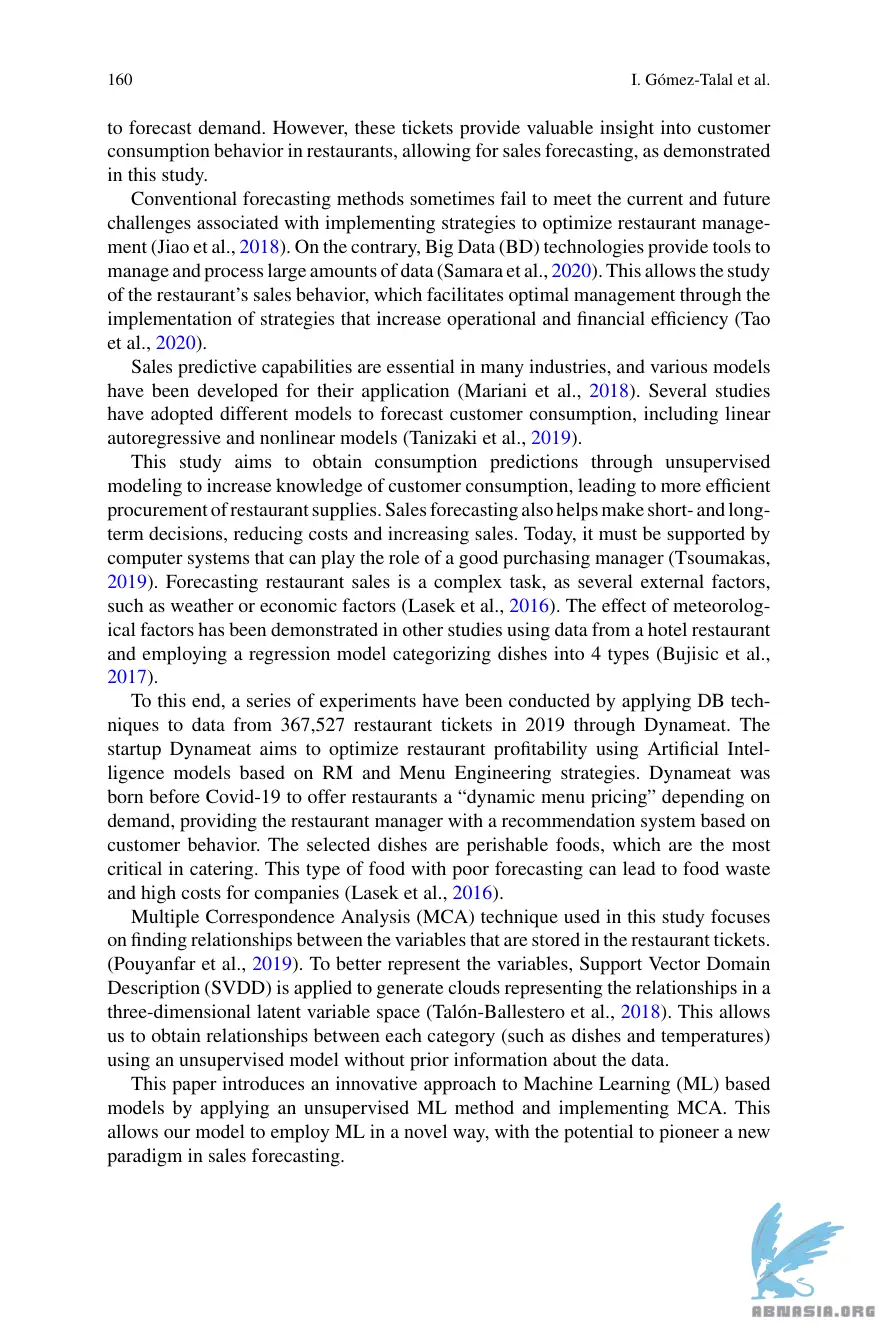 160
I. Gómez-Talal et al.
to forecast demand. However, these tickets provide valuable insight into customer
consumption behavior in restaurants, allowing for sales forecasting, as demonstrated
in this study.
Conventional forecasting methods sometimes fail to meet the current and future
challenges associated with implementing strategies to optimize restaurant manage-
ment (Jiao et al., 2018). On the contrary, Big Data (BD) technologies provide tools to
manage and process large amounts of data (Samara et al., 2020). This allows the study
of the restaurant's sales behavior, which facilitates optimal management through the
implementation of strategies that increase operational and financial efficiency (Tao
et al., 2020).
Sales predictive capabilities are essential in many industries, and various models
have been developed for their application (Mariani et al., 2018). Several studies
have adopted different models to forecast customer consumption, including linear
autoregressive and nonlinear models (Tanizaki et al., 2019).
This study aims to obtain consumption predictions through unsupervised
modeling to increase knowledge of customer consumption, leading to more efficient
procurement of restaurant supplies. Sales forecasting also helps make short- and long-
term decisions, reducing costs and increasing sales. Today, it must be supported by
computer systems that can play the role of a good purchasing manager (Tsoumakas,
2019). Forecasting restaurant sales is a complex task, as several external factors,
such as weather or economic factors (Lasek et al., 2016). The effect of meteorolog-
ical factors has been demonstrated in other studies using data from a hotel restaurant
and employing a regression model categorizing dishes into 4 types (Bujisic et al.,
2017).
To this end, a series of experiments have been conducted by applying DB tech-
niques to data from 367,527 restaurant tickets in 2019 through Dynameat. The
startup Dynameat aims to optimize restaurant profitability using Artificial Intel-
ligence models based on RM and Menu Engineering strategies. Dynameat was
born before Covid-19 to offer restaurants a “dynamic menu pricing” depending on
demand, providing the restaurant manager with a recommendation system based on
customer behavior. The selected dishes are perishable foods, which are the most
critical in catering. This type of food with poor forecasting can lead to food waste
and high costs for companies (Lasek et al., 2016).
Multiple Correspondence Analysis (MCA) technique used in this study focuses
on finding relationships between the variables that are stored in the restaurant tickets.
(Pouyanfar et al., 2019). To better represent the variables, Support Vector Domain
Description (SVDD) is applied to generate clouds representing the relationships in a
three-dimensional latent variable space (Talón-Ballestero et al., 2018). This allows
us to obtain relationships between each category (such as dishes and temperatures)
using an unsupervised model without prior information about the data.
This paper introduces an innovative approach to Machine Learning (ML) based
models by applying an unsupervised ML method and implementing MCA. This
allows our model to employ ML in a novel way, with the potential to pioneer a new
paradigm in sales forecasting.
ABNASIA.ORG